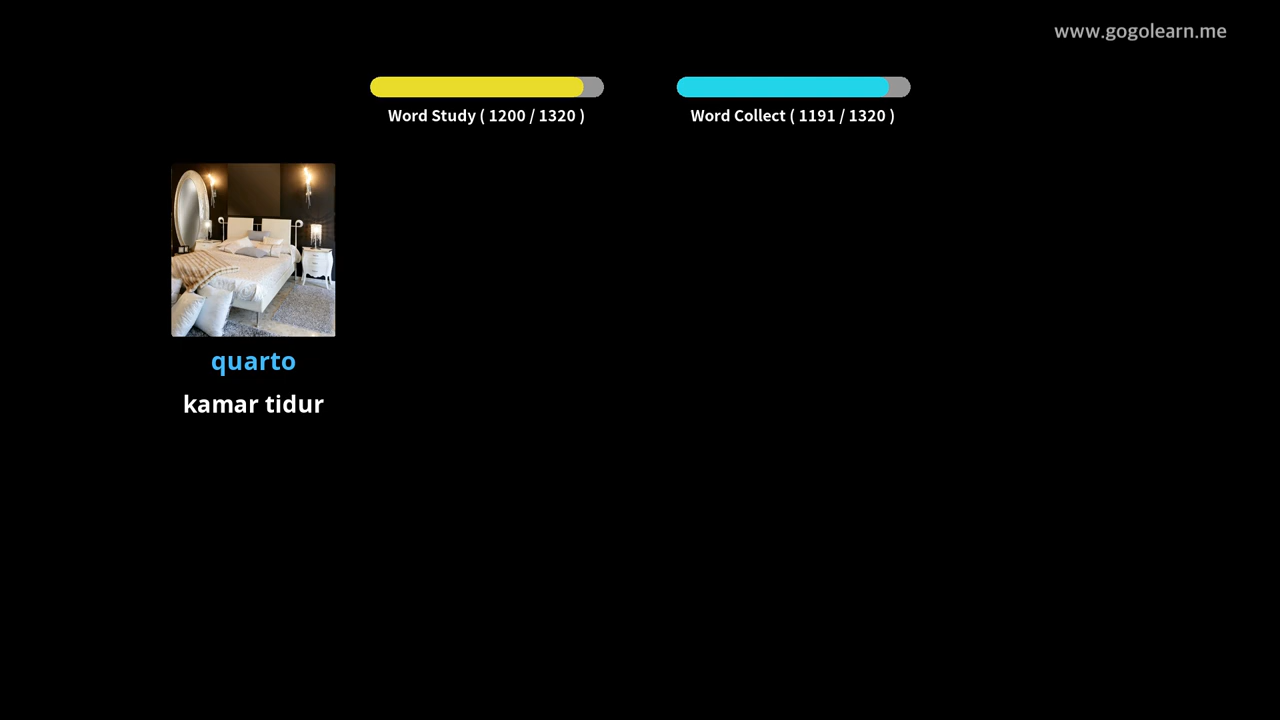 www.gogolearn.me
Word Study ( 1200 / 1320 )
Word Collect ( 1191 / 1320 )
quarto
kamar tidur